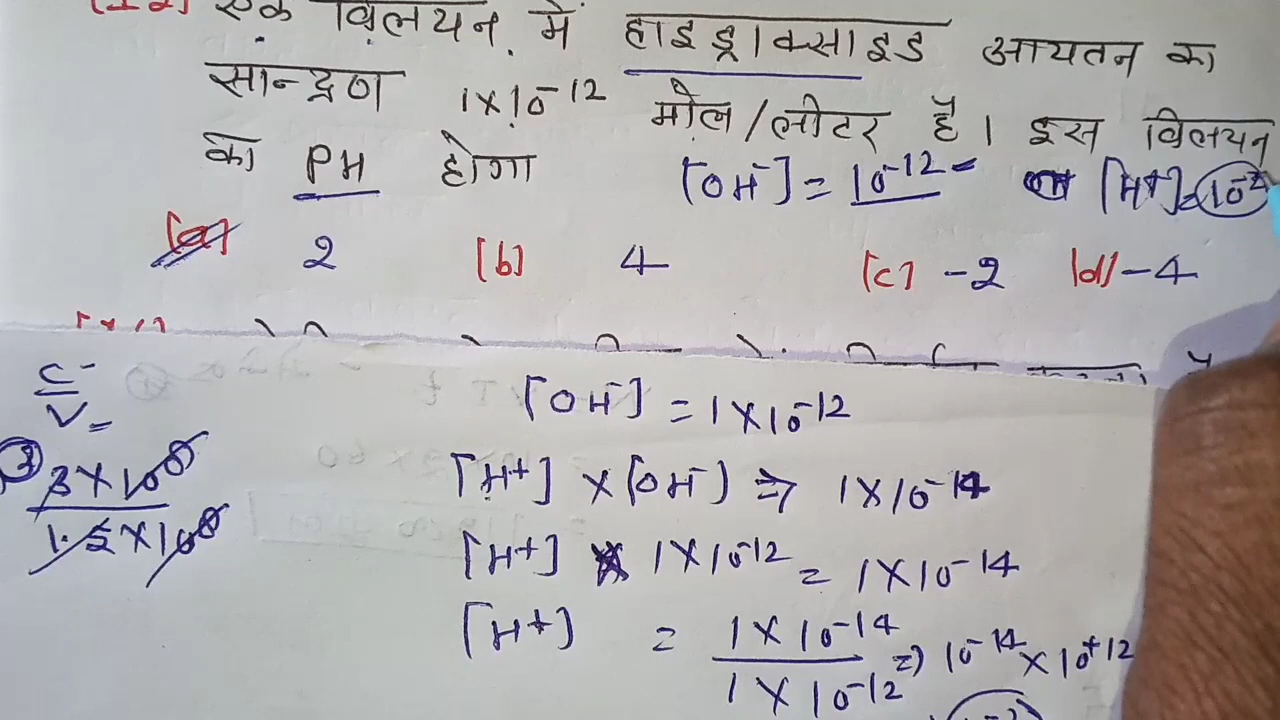 [12] एक विलयन में हाइड्राक्साइड आयतन का
सान्द्रण 1×10⁻¹² मोल/लीटर है। इस विलयन
का PH होगा [OH⁻] = 10⁻¹² [H⁺] = 10⁻²
[a] 2 [b] 4 [c] -2 [d] -4
C =
V =
[OH⁻] = 1×10⁻¹²
3×10⁸
1.5×10⁸
[H⁺] × [OH⁻) ⇒ 1×10⁻¹⁴
[H⁺] × 1×10⁻¹² = 1×10⁻¹⁴
[H⁺) = 1×10⁻¹⁴ / 1×10⁻¹² ⇒ 10⁻¹⁴ × 10⁺¹²